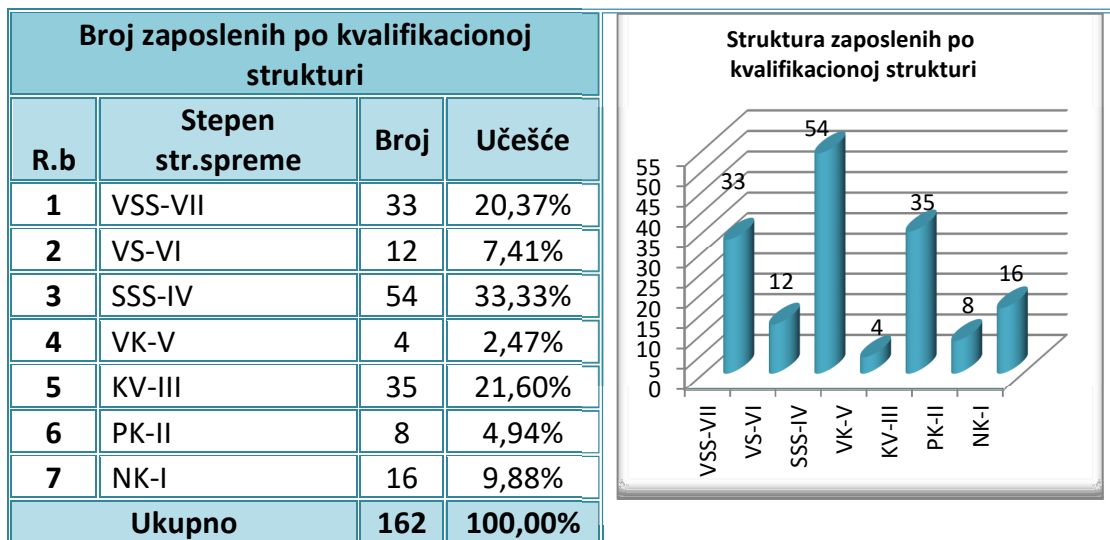 Broj zaposlenih po kvalifikacionoj
strukturi
R.b Stepen str.spreme Broj Učešće
1 VSS-VII 33 20,37%
2 VS-VI 12 7,41%
3 SSS-IV 54 33,33%
4 VK-V 4 2,47%
5 KV-III 35 21,60%
6 PK-II 8 4,94%
7 NK-I 16 9,88%
Ukupno 162 100,00%
Struktura zaposlenih po
kvalifikacionoj strukturi
55
50
45
40
35
30
25
20
15
10
5
0
33
12
54
4
35
8
16
VSS-VII
VS-VI
SSS-IV
VK-V
KV-III
PK-II
NK-I